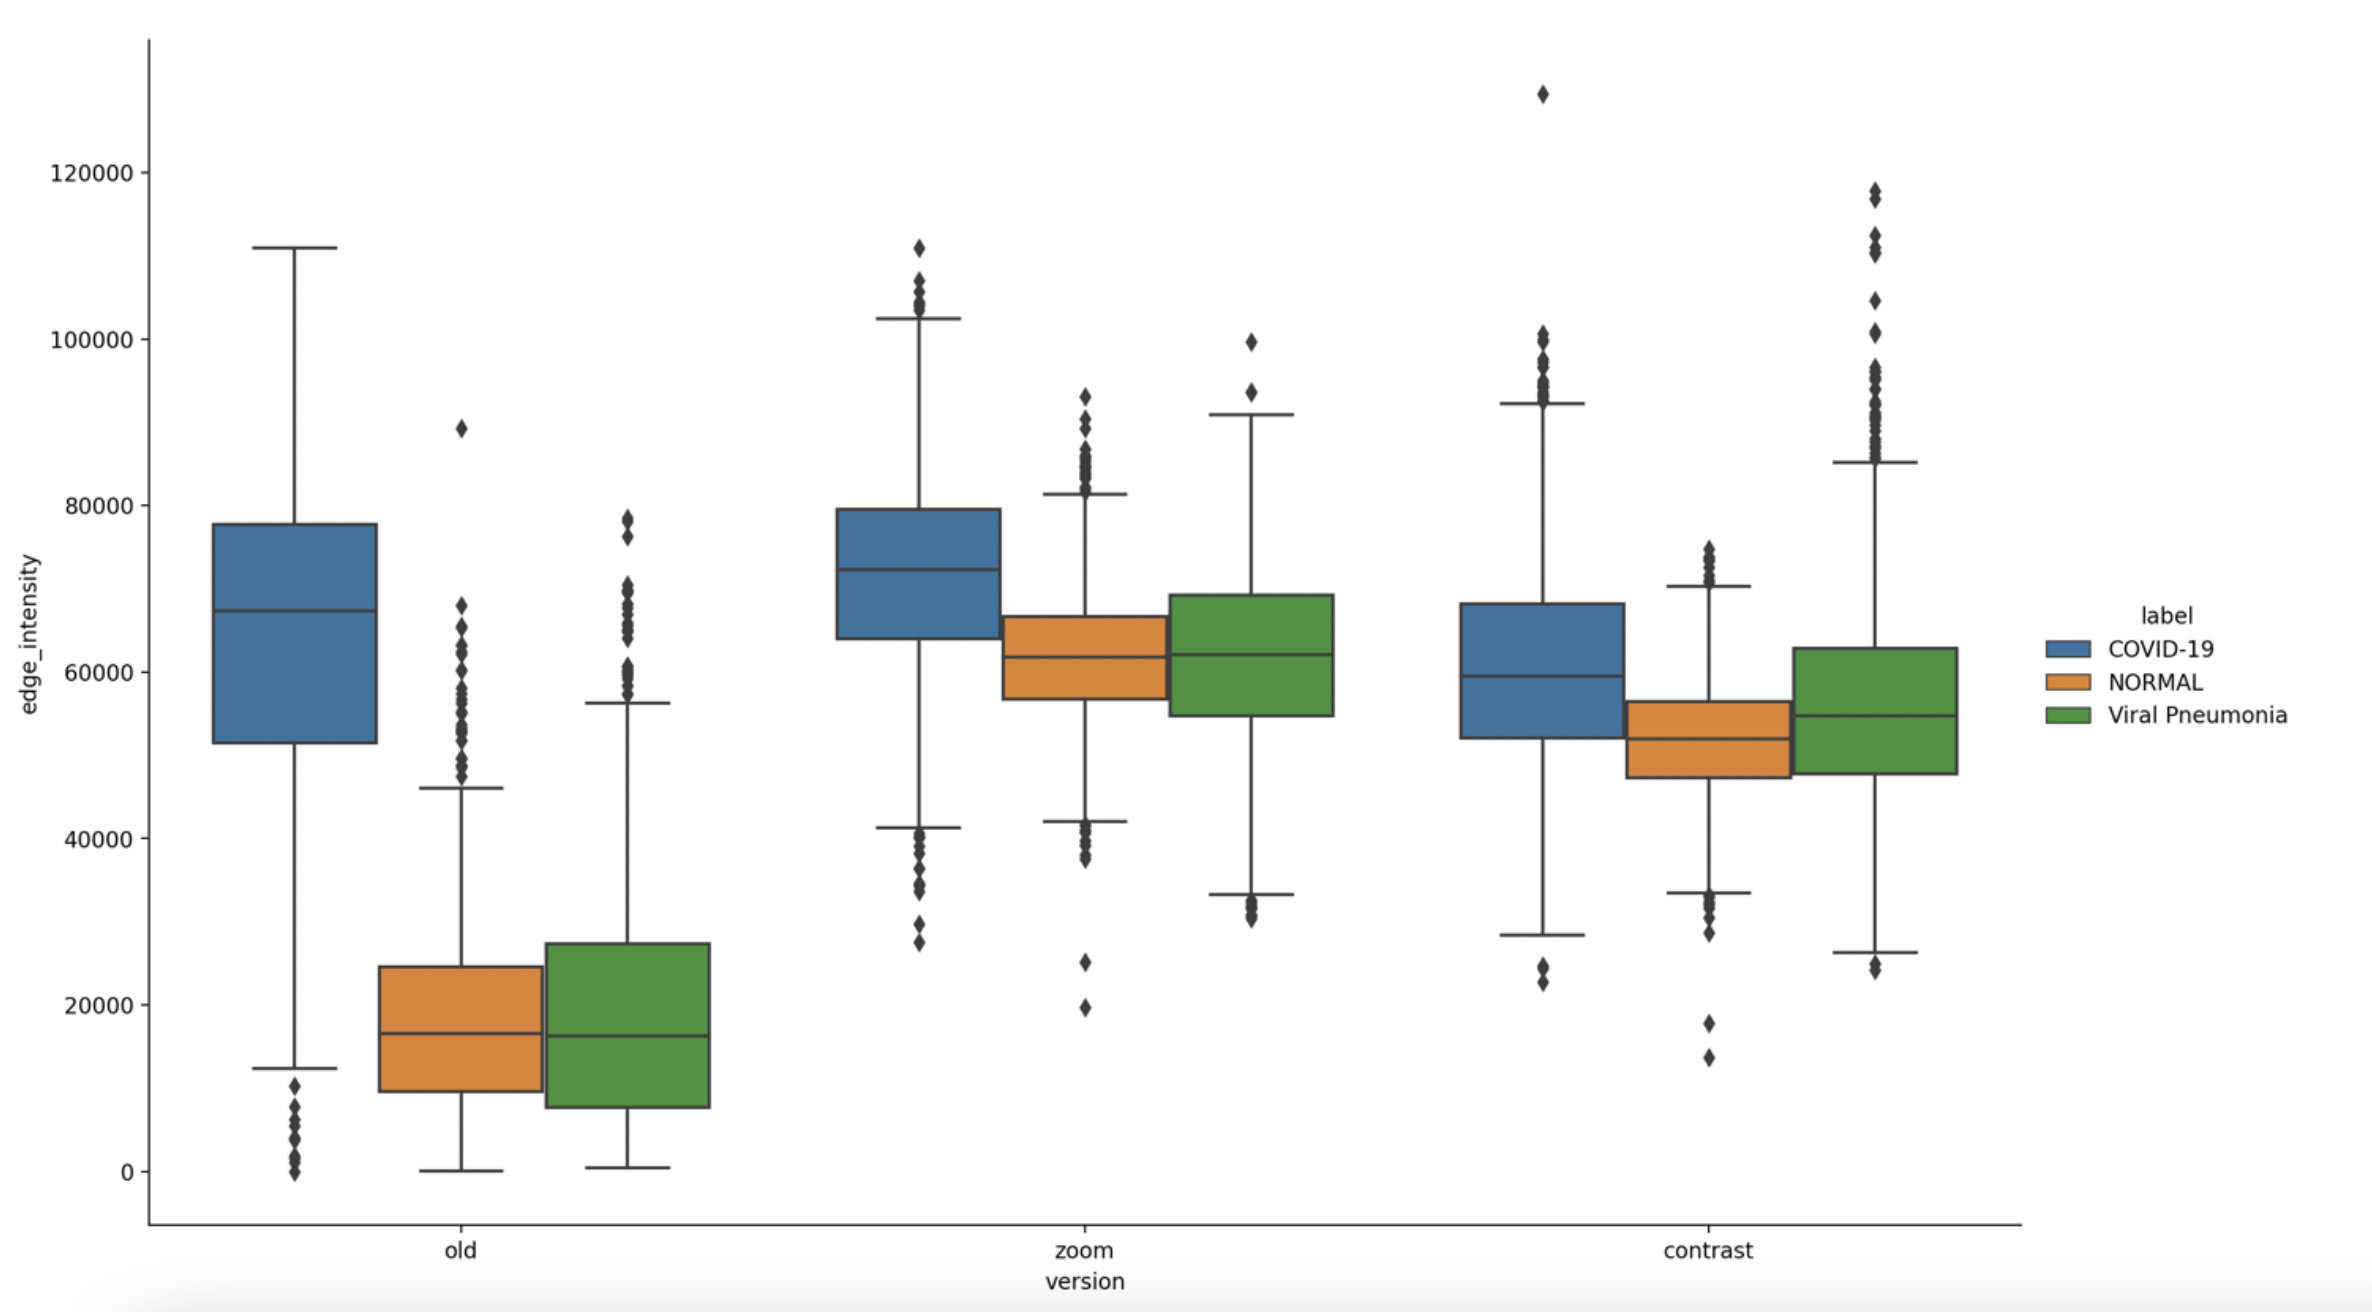 120000
100000
80000
60000
40000
20000
0
edge_intensity
old
zoom
contrast
version
label
COVID-19
NORMAL
Viral Pneumonia